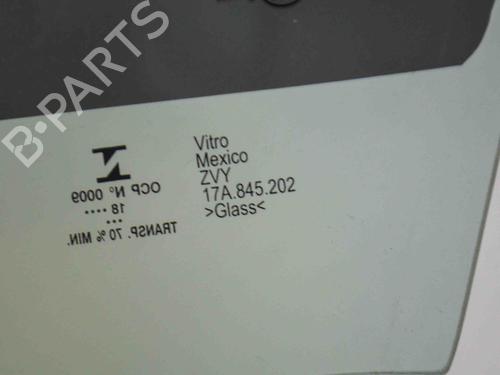 B-PARTS
Vitro
Mexico
ZVY
17A.845.202
>Glass<
OCP Nº 0009
18 ••••
•••
TRANSP. 70 % MIN.